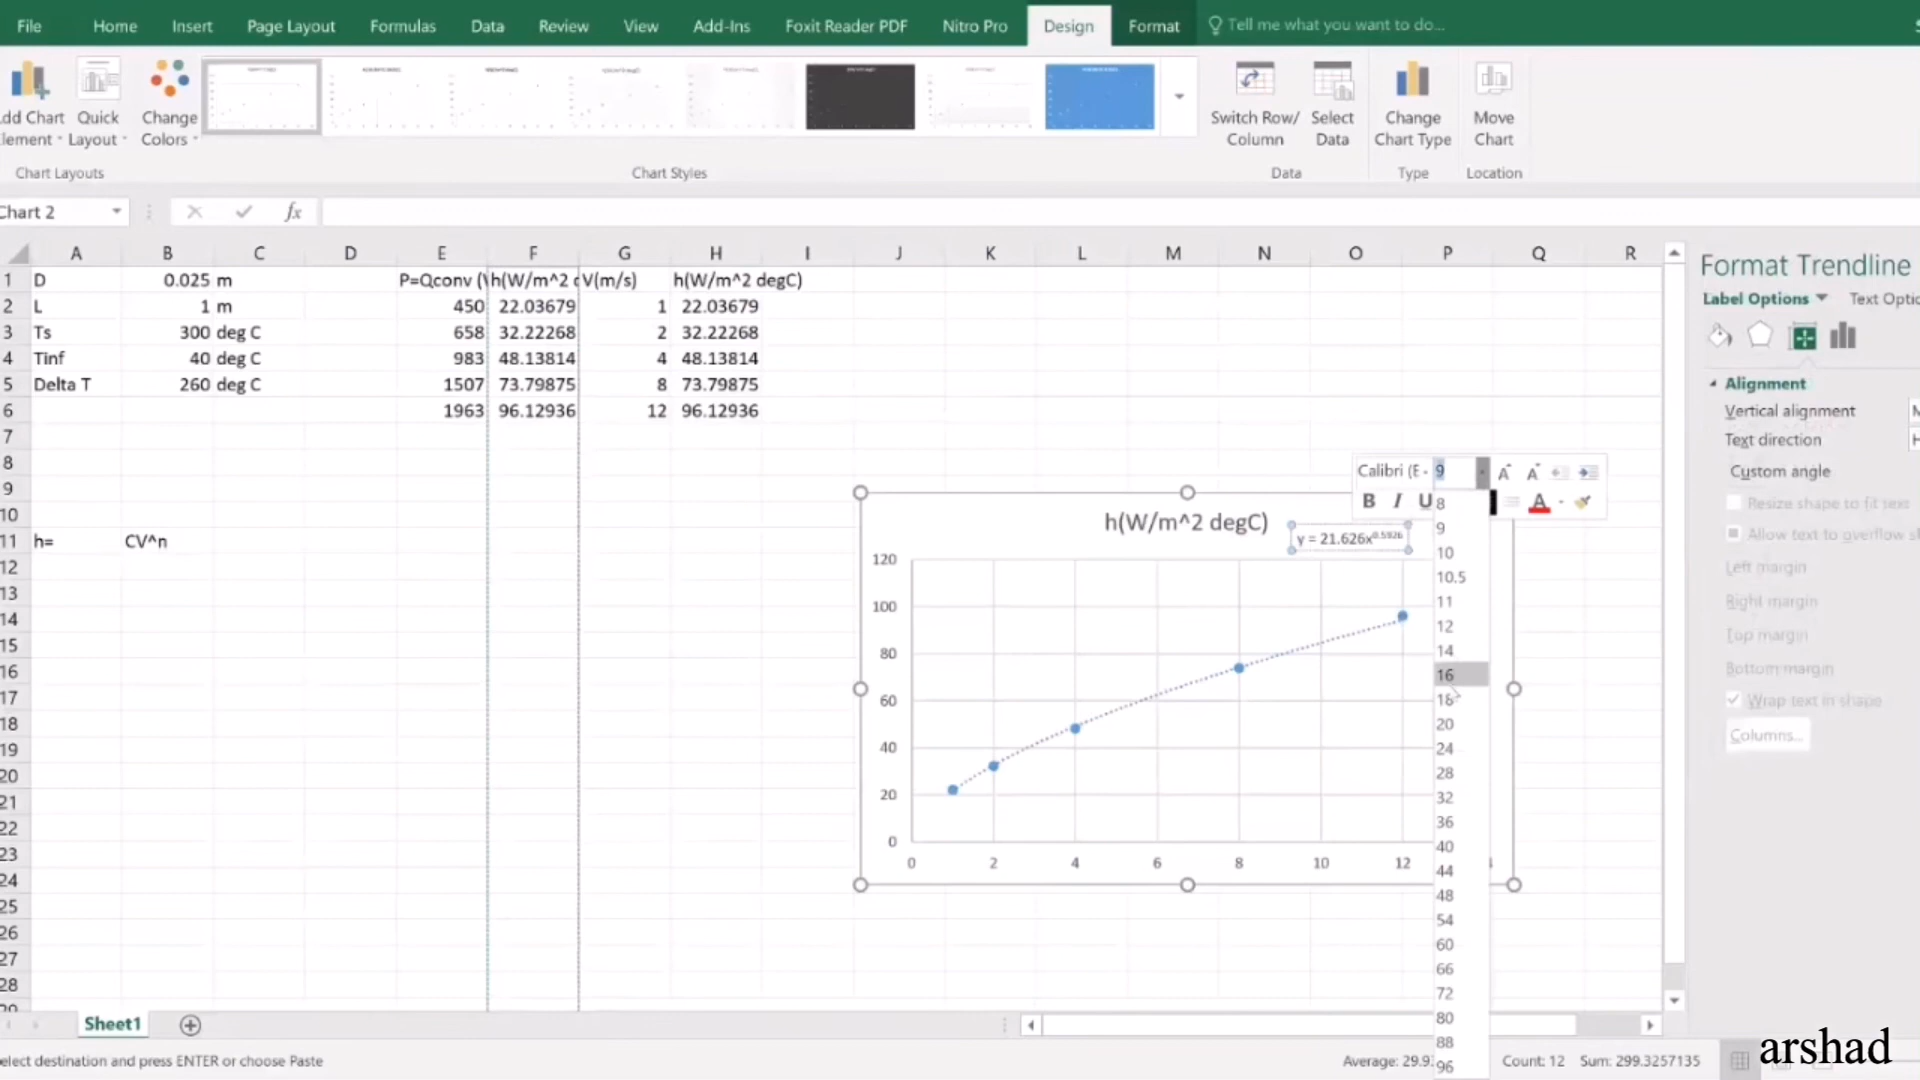 File Home Insert Page Layout Formulas Data Review View Add-Ins Foxit Reader PDF Nitro Pro Design Format Tell me what you want to do...
dd Chart Quick Change Switch Row/ Select Change Move
lement Layout Colors Column Data Chart Type Chart
Chart Layouts Chart Styles Data Type Location
Chart 2 fx
A B C D E F G H I J K L M N O P Q R
1 D 0.025 m P=Qconv (\ h(W/m^2 c V(m/s) h(W/m^2 degC)
2 L 1 m 450 22.03679 1 22.03679
3 Ts 300 deg C 658 32.22268 2 32.22268
4 Tinf 40 deg C 983 48.13814 4 48.13814
5 Delta T 260 deg C 1507 73.79875 8 73.79875
6 1963 96.12936 12 96.12936
7
8
9
10
11 h= CV^n
12
13
14
15
16
17
18
19
20
21
22
23
24
25
26
27
28
29
h(W/m^2 degC)
y = 21.626x^0.5926
120
100
80
60
40
20
0
0 2 4 6 8 10 12
Calibri (E 9 A A
B I U A
8
9
10
10.5
11
12
14
16
18
20
24
28
32
36
40
44
48
54
60
66
72
80
88
96
Format Trendline
Label Options Text Optio
Alignment
Vertical alignment M
Text direction H
Custom angle
Resize shape to fit text
Allow text to overflow sh
Left margin
Right margin
Top margin
Bottom margin
Wrap text in shape
Columns...
Sheet1
elect destination and press ENTER or choose Paste
Average: 29.93 Count: 12 Sum: 299.3257135
arshad